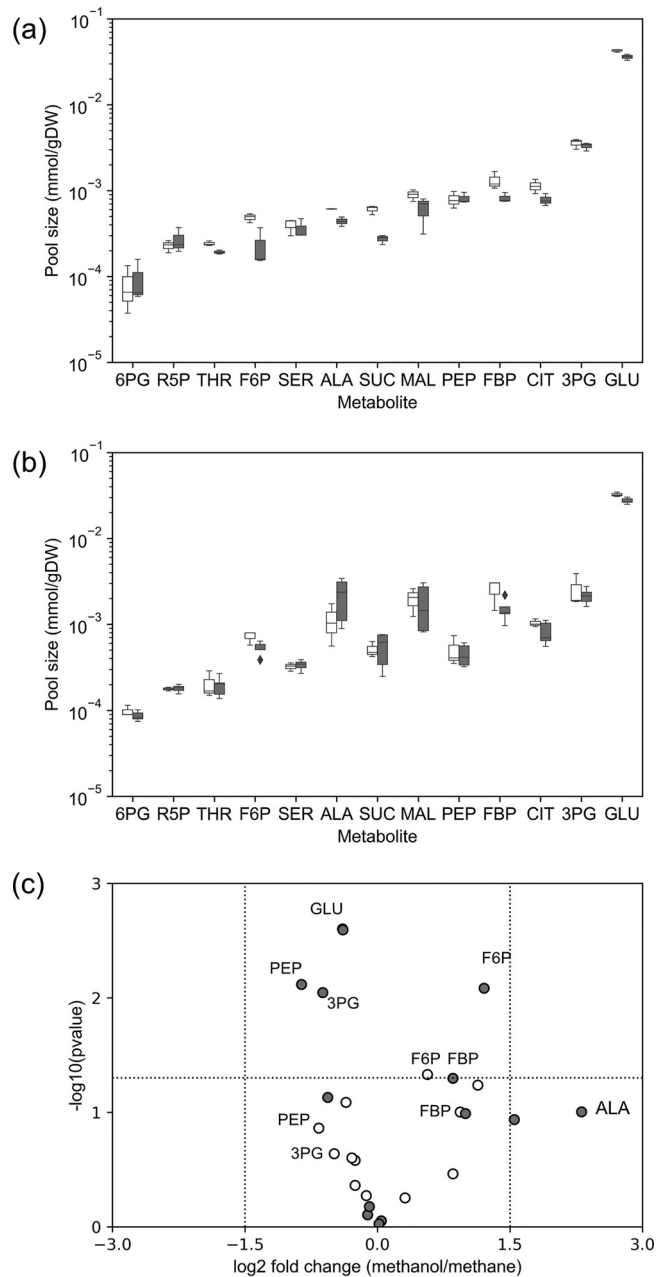 (a)
10⁻¹
10⁻²
10⁻³
10⁻⁴
10⁻⁵
Pool size (mmol/gDW)
6PG R5P THR F6P SER ALA SUC MAL PEP FBP CIT 3PG GLU
Metabolite
(b)
10⁻¹
10⁻²
10⁻³
10⁻⁴
10⁻⁵
Pool size (mmol/gDW)
6PG R5P THR F6P SER ALA SUC MAL PEP FBP CIT 3PG GLU
Metabolite
(c)
3
2
1
0
-log10(pvalue)
GLU
F6P
PEP
3PG
F6P FBP
FBP
ALA
PEP
3PG
−3.0 −1.5 0.0 1.5 3.0
log2 fold change (methanol/methane)